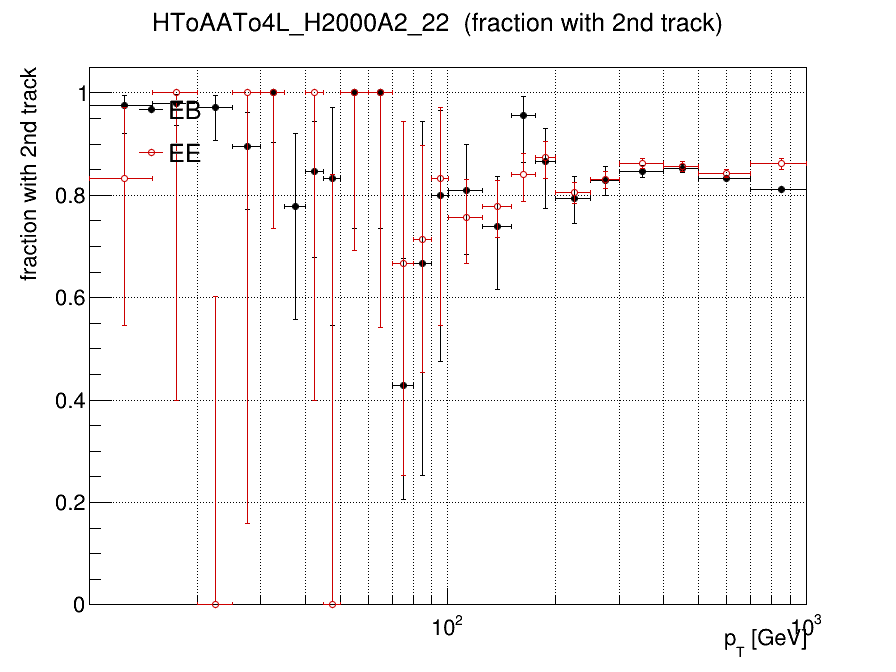 HToAATo4L_H2000A2_22 (fraction with 2nd track)
fraction with 2nd track
1
EB
EE
0.8
0.6
0.4
0.2
0
10²
10³
p_T [GeV]